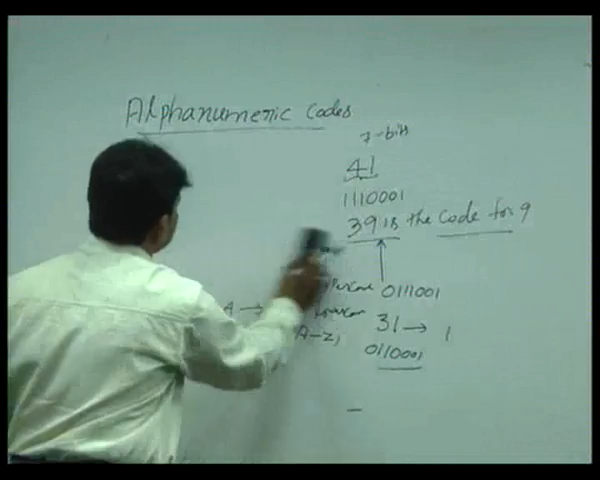 Alphanumeric Codes
7-bits
41
1110001
39 is the code for 9
0111001
31 → 1
0110001
A →
A-Z,